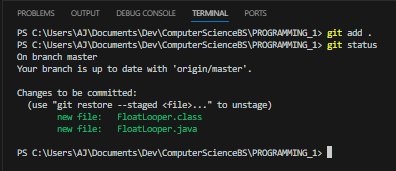 PROBLEMS OUTPUT DEBUG CONSOLE TERMINAL PORTS
PS C:\Users\AJ\Documents\Dev\ComputerScienceBS\PROGRAMMING_1> git add .
PS C:\Users\AJ\Documents\Dev\ComputerScienceBS\PROGRAMMING_1> git status
On branch master
Your branch is up to date with 'origin/master'.

Changes to be committed:
  (use "git restore --staged <file>..." to unstage)
        new file:   FloatLooper.class
        new file:   FloatLooper.java

PS C:\Users\AJ\Documents\Dev\ComputerScienceBS\PROGRAMMING_1>